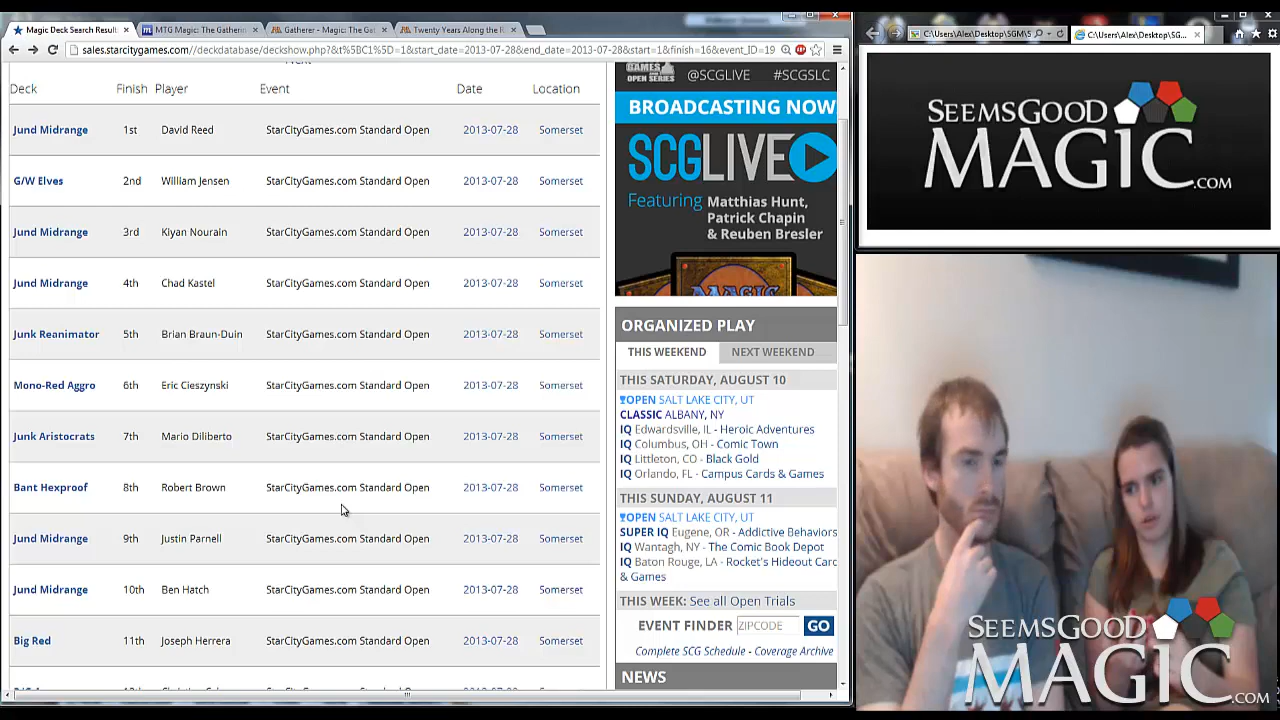 Magic Deck Search Result
MTG Magic: The Gatherin
Gatherer - Magic: The Ga
Twenty Years Along the R
sales.starcitygames.com//deckdatabase/deckshow.php?&t%5BC1%5D=1&start_date=2013-07-28&end_date=2013-07-28&start=1&finish=16&event_ID=19
C:\Users\Alex\Desktop\SGM\S
C:\Users\Alex\Desktop\SG...
Deck Finish Player Event Date Location
Jund Midrange 1st David Reed StarCityGames.com Standard Open 2013-07-28 Somerset
G/W Elves 2nd William Jensen StarCityGames.com Standard Open 2013-07-28 Somerset
Jund Midrange 3rd Kiyan Nourain StarCityGames.com Standard Open 2013-07-28 Somerset
Jund Midrange 4th Chad Kastel StarCityGames.com Standard Open 2013-07-28 Somerset
Junk Reanimator 5th Brian Braun-Duin StarCityGames.com Standard Open 2013-07-28 Somerset
Mono-Red Aggro 6th Eric Cieszynski StarCityGames.com Standard Open 2013-07-28 Somerset
Junk Aristocrats 7th Mario Diliberto StarCityGames.com Standard Open 2013-07-28 Somerset
Bant Hexproof 8th Robert Brown StarCityGames.com Standard Open 2013-07-28 Somerset
Jund Midrange 9th Justin Parnell StarCityGames.com Standard Open 2013-07-28 Somerset
Jund Midrange 10th Ben Hatch StarCityGames.com Standard Open 2013-07-28 Somerset
Big Red 11th Joseph Herrera StarCityGames.com Standard Open 2013-07-28 Somerset
GAMES
AND OPEN SERIES
@SCGLIVE #SCGSLC
BROADCASTING NOW
SCGLIVE
Featuring Matthias Hunt,
Patrick Chapin
& Reuben Bresler
MAGIC
ORGANIZED PLAY
THIS WEEKEND NEXT WEEKEND
THIS SATURDAY, AUGUST 10
OPEN SALT LAKE CITY, UT
CLASSIC ALBANY, NY
IQ Edwardsville, IL - Heroic Adventures
IQ Columbus, OH - Comic Town
IQ Littleton, CO - Black Gold
IQ Orlando, FL - Campus Cards & Games
THIS SUNDAY, AUGUST 11
OPEN SALT LAKE CITY, UT
SUPER IQ Eugene, OR - Addictive Behaviors
IQ Wantagh, NY - The Comic Book Depot
IQ Baton Rouge, LA - Rocket's Hideout Card
& Games
THIS WEEK: See all Open Trials
EVENT FINDER ZIPCODE GO
Complete SCG Schedule - Coverage Archive
NEWS
SEEMSGOOD
MAGIC.COM
SEEMSGOOD
MAGIC.COM